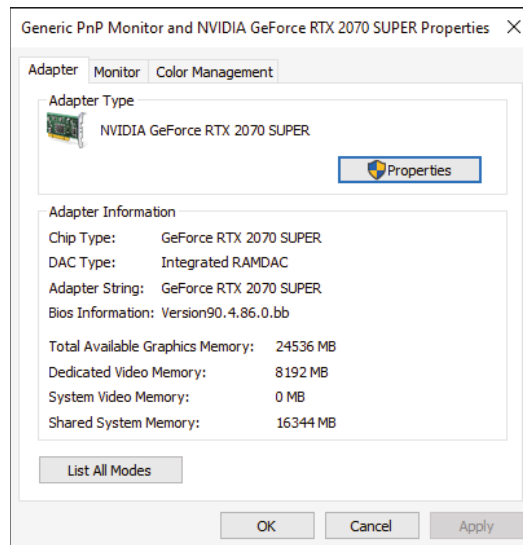 Generic PnP Monitor and NVIDIA GeForce RTX 2070 SUPER Properties
Adapter Monitor Color Management
Adapter Type
NVIDIA GeForce RTX 2070 SUPER
Properties
Adapter Information
Chip Type: GeForce RTX 2070 SUPER
DAC Type: Integrated RAMDAC
Adapter String: GeForce RTX 2070 SUPER
Bios Information: Version90.4.86.0.bb
Total Available Graphics Memory: 24536 MB
Dedicated Video Memory: 8192 MB
System Video Memory: 0 MB
Shared System Memory: 16344 MB
List All Modes
OK Cancel Apply